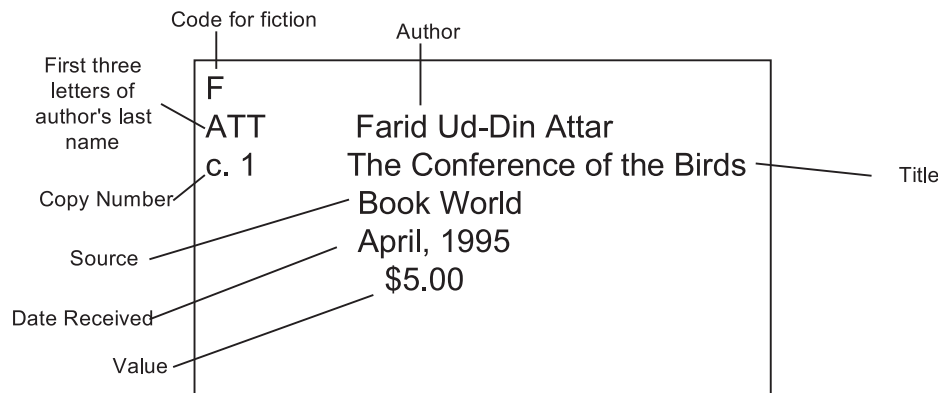 Code for fiction
Author
First three
letters of
author's last
name
F
ATT
Farid Ud-Din Attar
c. 1
The Conference of the Birds
Title
Copy Number
Book World
Source
April, 1995
$5.00
Date Received
Value